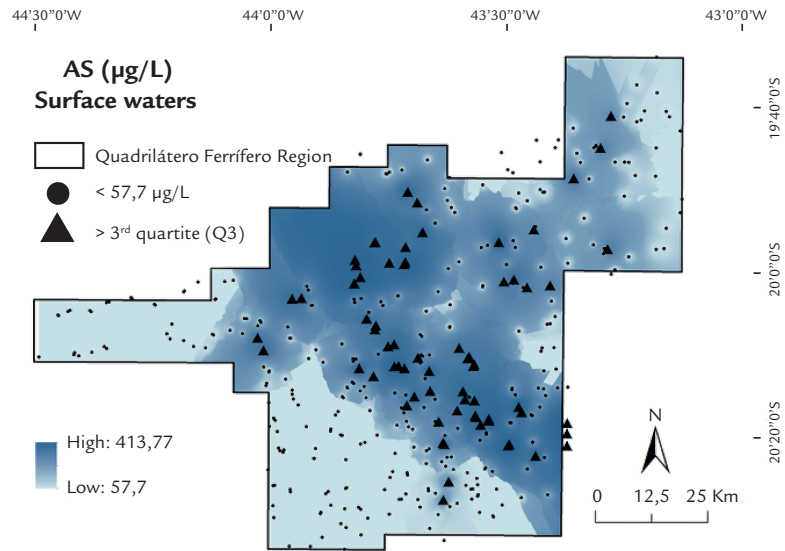 44°30"0"W 44°0"0"W 43°30"0"W 43°0"0"W
AS (µg/L)
Surface waters
Quadrilátero Ferrífero Region
< 57,7 µg/L
> 3rd quartite (Q3)
High: 413,77
Low: 57,7
19°40"0"S
20°0"0"S
20°20"0"S
N
0 12,5 25 Km